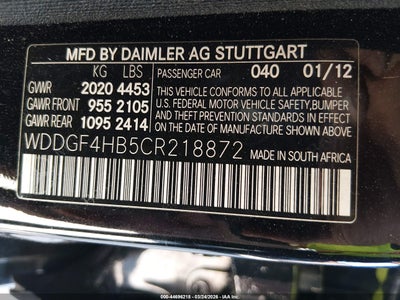 MFD BY DAIMLER AG STUTTGART
KG LBS PASSENGER CAR 040 01/12
GVWR 2020 4453
GAWR FRONT 955 2105
GAWR REAR 1095 2414
THIS VEHICLE CONFORMS TO ALL APPLICABLE
U.S. FEDERAL MOTOR VEHICLE SAFETY, BUMPER
AND THEFT PREVENTION STANDARDS IN EFFECT
ON THE DATE OF MANUFACTURE SHOWN ABOVE.
WDDGF4HB5CR218872 MADE IN SOUTH AFRICA
000-44696218 - 03/24/2026 - IAA Inc.